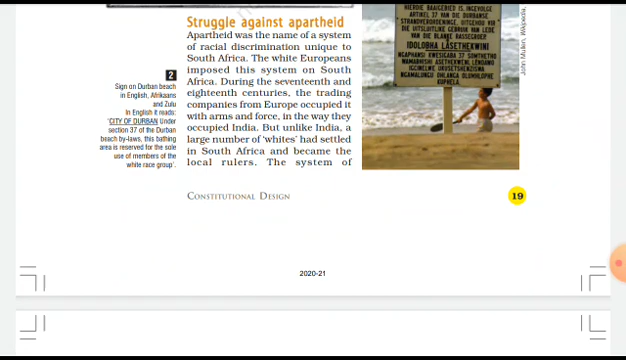 Struggle against apartheid
Apartheid was the name of a system
of racial discrimination unique to
South Africa. The white Europeans
imposed this system on South
Africa. During the seventeenth and
eighteenth centuries, the trading
companies from Europe occupied it
with arms and force, in the way they
occupied India. But unlike India, a
large number of 'whites' had settled
in South Africa and became the
local rulers. The system of
2
Sign on Durban beach
in English, Afrikaans
and Zulu
In English it reads:
'CITY OF DURBAN Under
section 37 of the Durban
beach by-laws, this bathing
area is reserved for the sole
use of members of the
white race group'.
HIERDIE BAAIGEBIED IS, INGEVOLGE
ARTIKEL 37 VAN DIE DURBANSE
STRANDVERORDENINGE, UITGEHOU VIR
DIE UITSLUITLIKE GEBRUIK VAN LEDE
VAN DIE BLANKE RASSEGROEP.
John Mullen, Wikipedia,
CONSTITUTIONAL DESIGN
19
2020-21